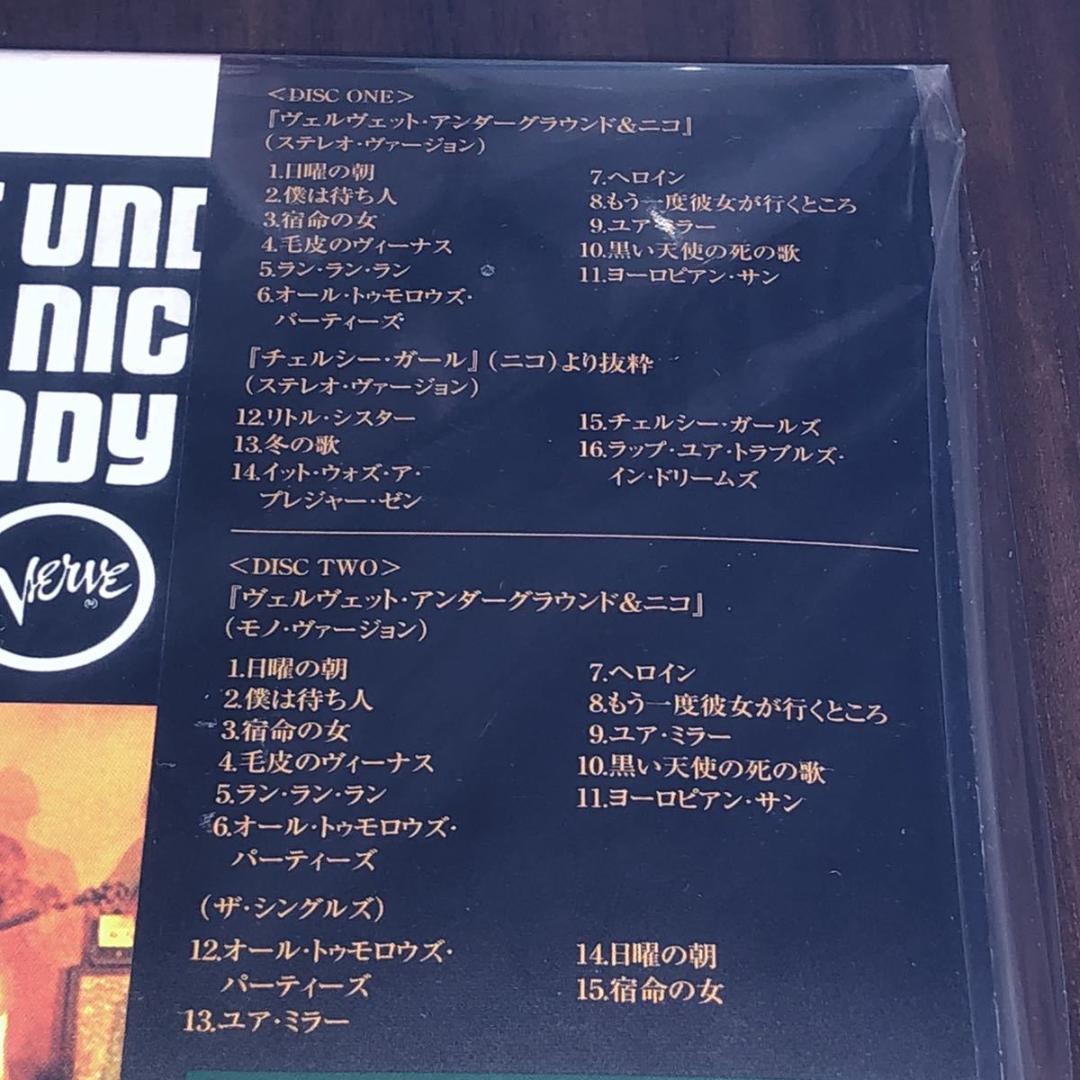 UND
NIC
ADY
Verve
<DISC ONE>
『ヴェルヴェット・アンダーグラウンド&ニコ』
(ステレオ・ヴァージョン)
1.日曜の朝
2.僕は待ち人
3.宿命の女
4.毛皮のヴィーナス
5.ラン・ラン・ラン
6.オール・トゥモロウズ・
パーティーズ
7.ヘロイン
8.もう一度彼女が行くところ
9.ユア・ミラー
10.黒い天使の死の歌
11.ヨーロピアン・サン
『チェルシー・ガール』(ニコ)より抜粋
(ステレオ・ヴァージョン)
12.リトル・シスター
13.冬の歌
14.イット・ウォズ・ア・
プレジャー・ゼン
15.チェルシー・ガールズ
16.ラップ・ユア・トラブルズ・
イン・ドリームズ
<DISC TWO>
『ヴェルヴェット・アンダーグラウンド&ニコ』
(モノ・ヴァージョン)
1.日曜の朝
2.僕は待ち人
3.宿命の女
4.毛皮のヴィーナス
5.ラン・ラン・ラン
6.オール・トゥモロウズ・
パーティーズ
7.ヘロイン
8.もう一度彼女が行くところ
9.ユア・ミラー
10.黒い天使の死の歌
11.ヨーロピアン・サン
(ザ・シングルズ)
12.オール・トゥモロウズ・
パーティーズ
13.ユア・ミラー
14.日曜の朝
15.宿命の女